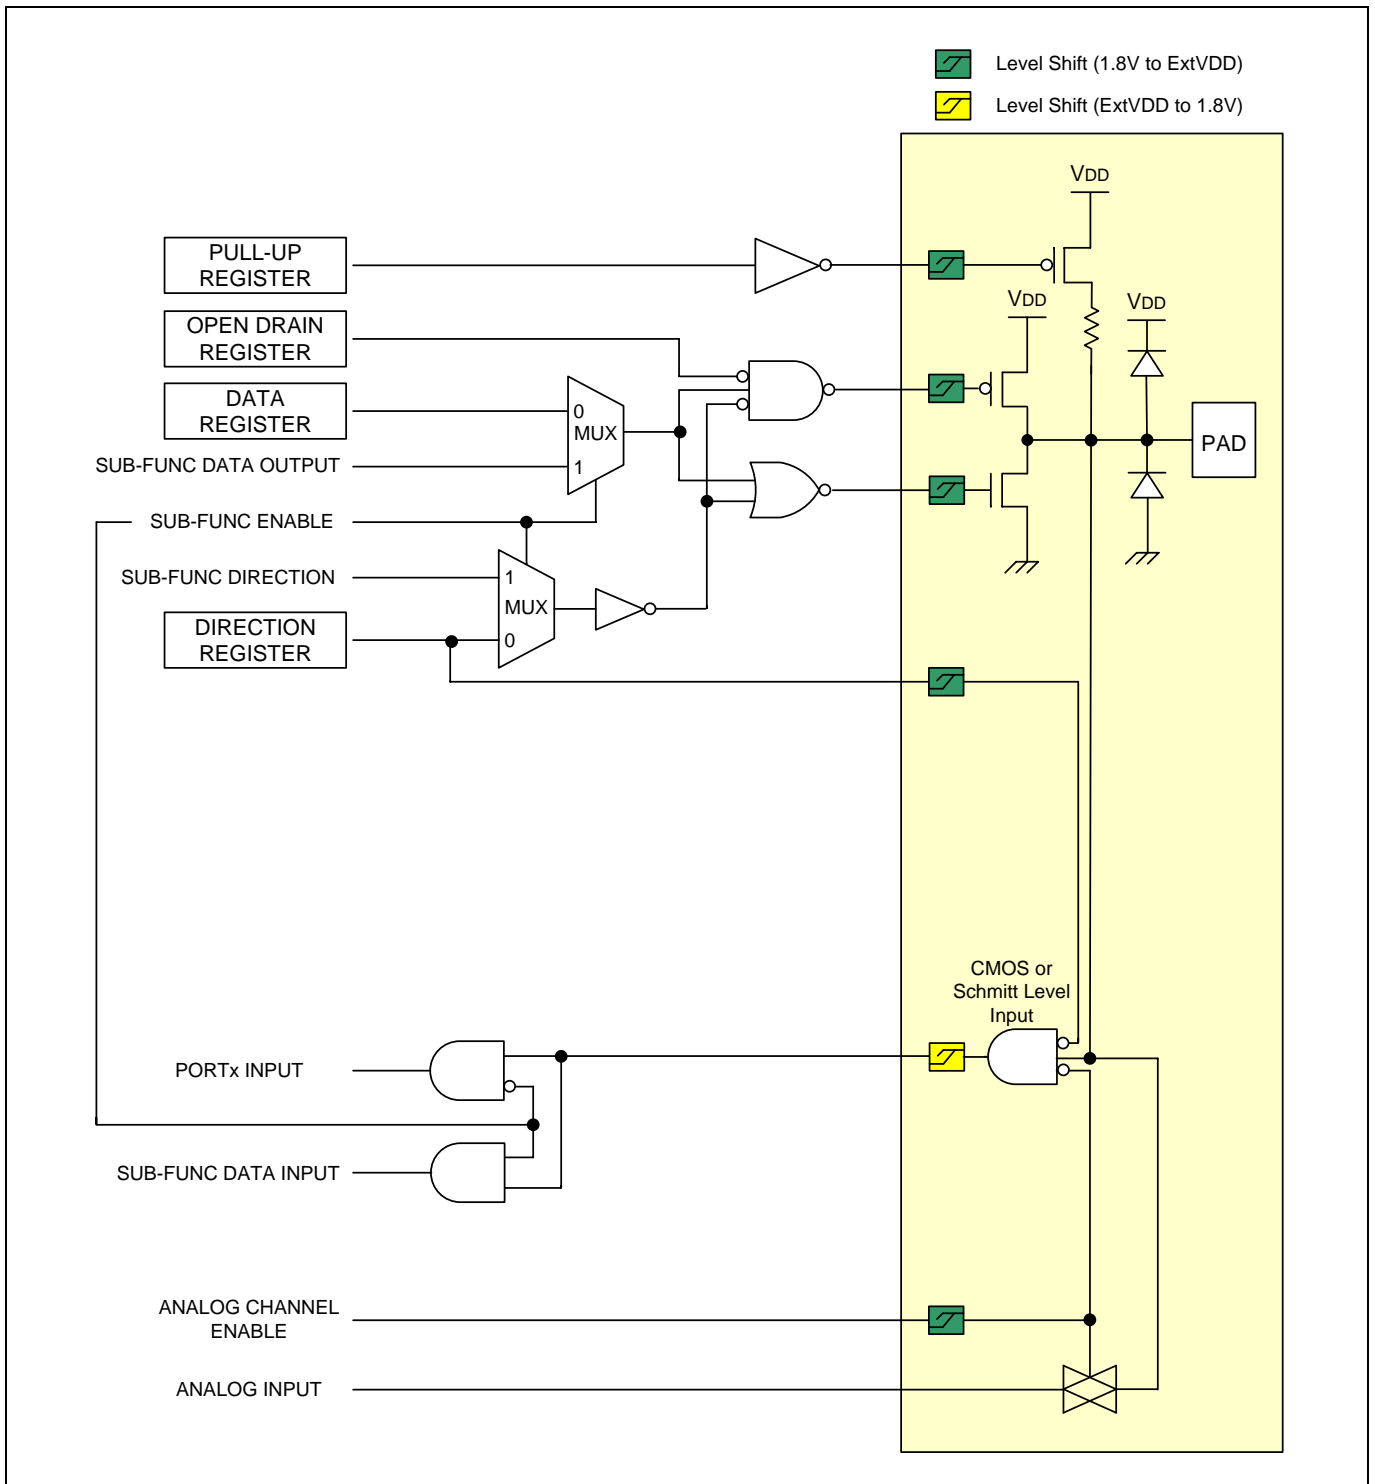 Level Shift (1.8V to ExtVDD)
Level Shift (ExtVDD to 1.8V)
VDD
PULL-UP
REGISTER
VDD
VDD
OPEN DRAIN
REGISTER
DATA
REGISTER
0
MUX
1
PAD
SUB-FUNC DATA OUTPUT
SUB-FUNC ENABLE
SUB-FUNC DIRECTION
1
MUX
0
DIRECTION
REGISTER
CMOS or
Schmitt Level
Input
PORTx INPUT
SUB-FUNC DATA INPUT
ANALOG CHANNEL
ENABLE
ANALOG INPUT